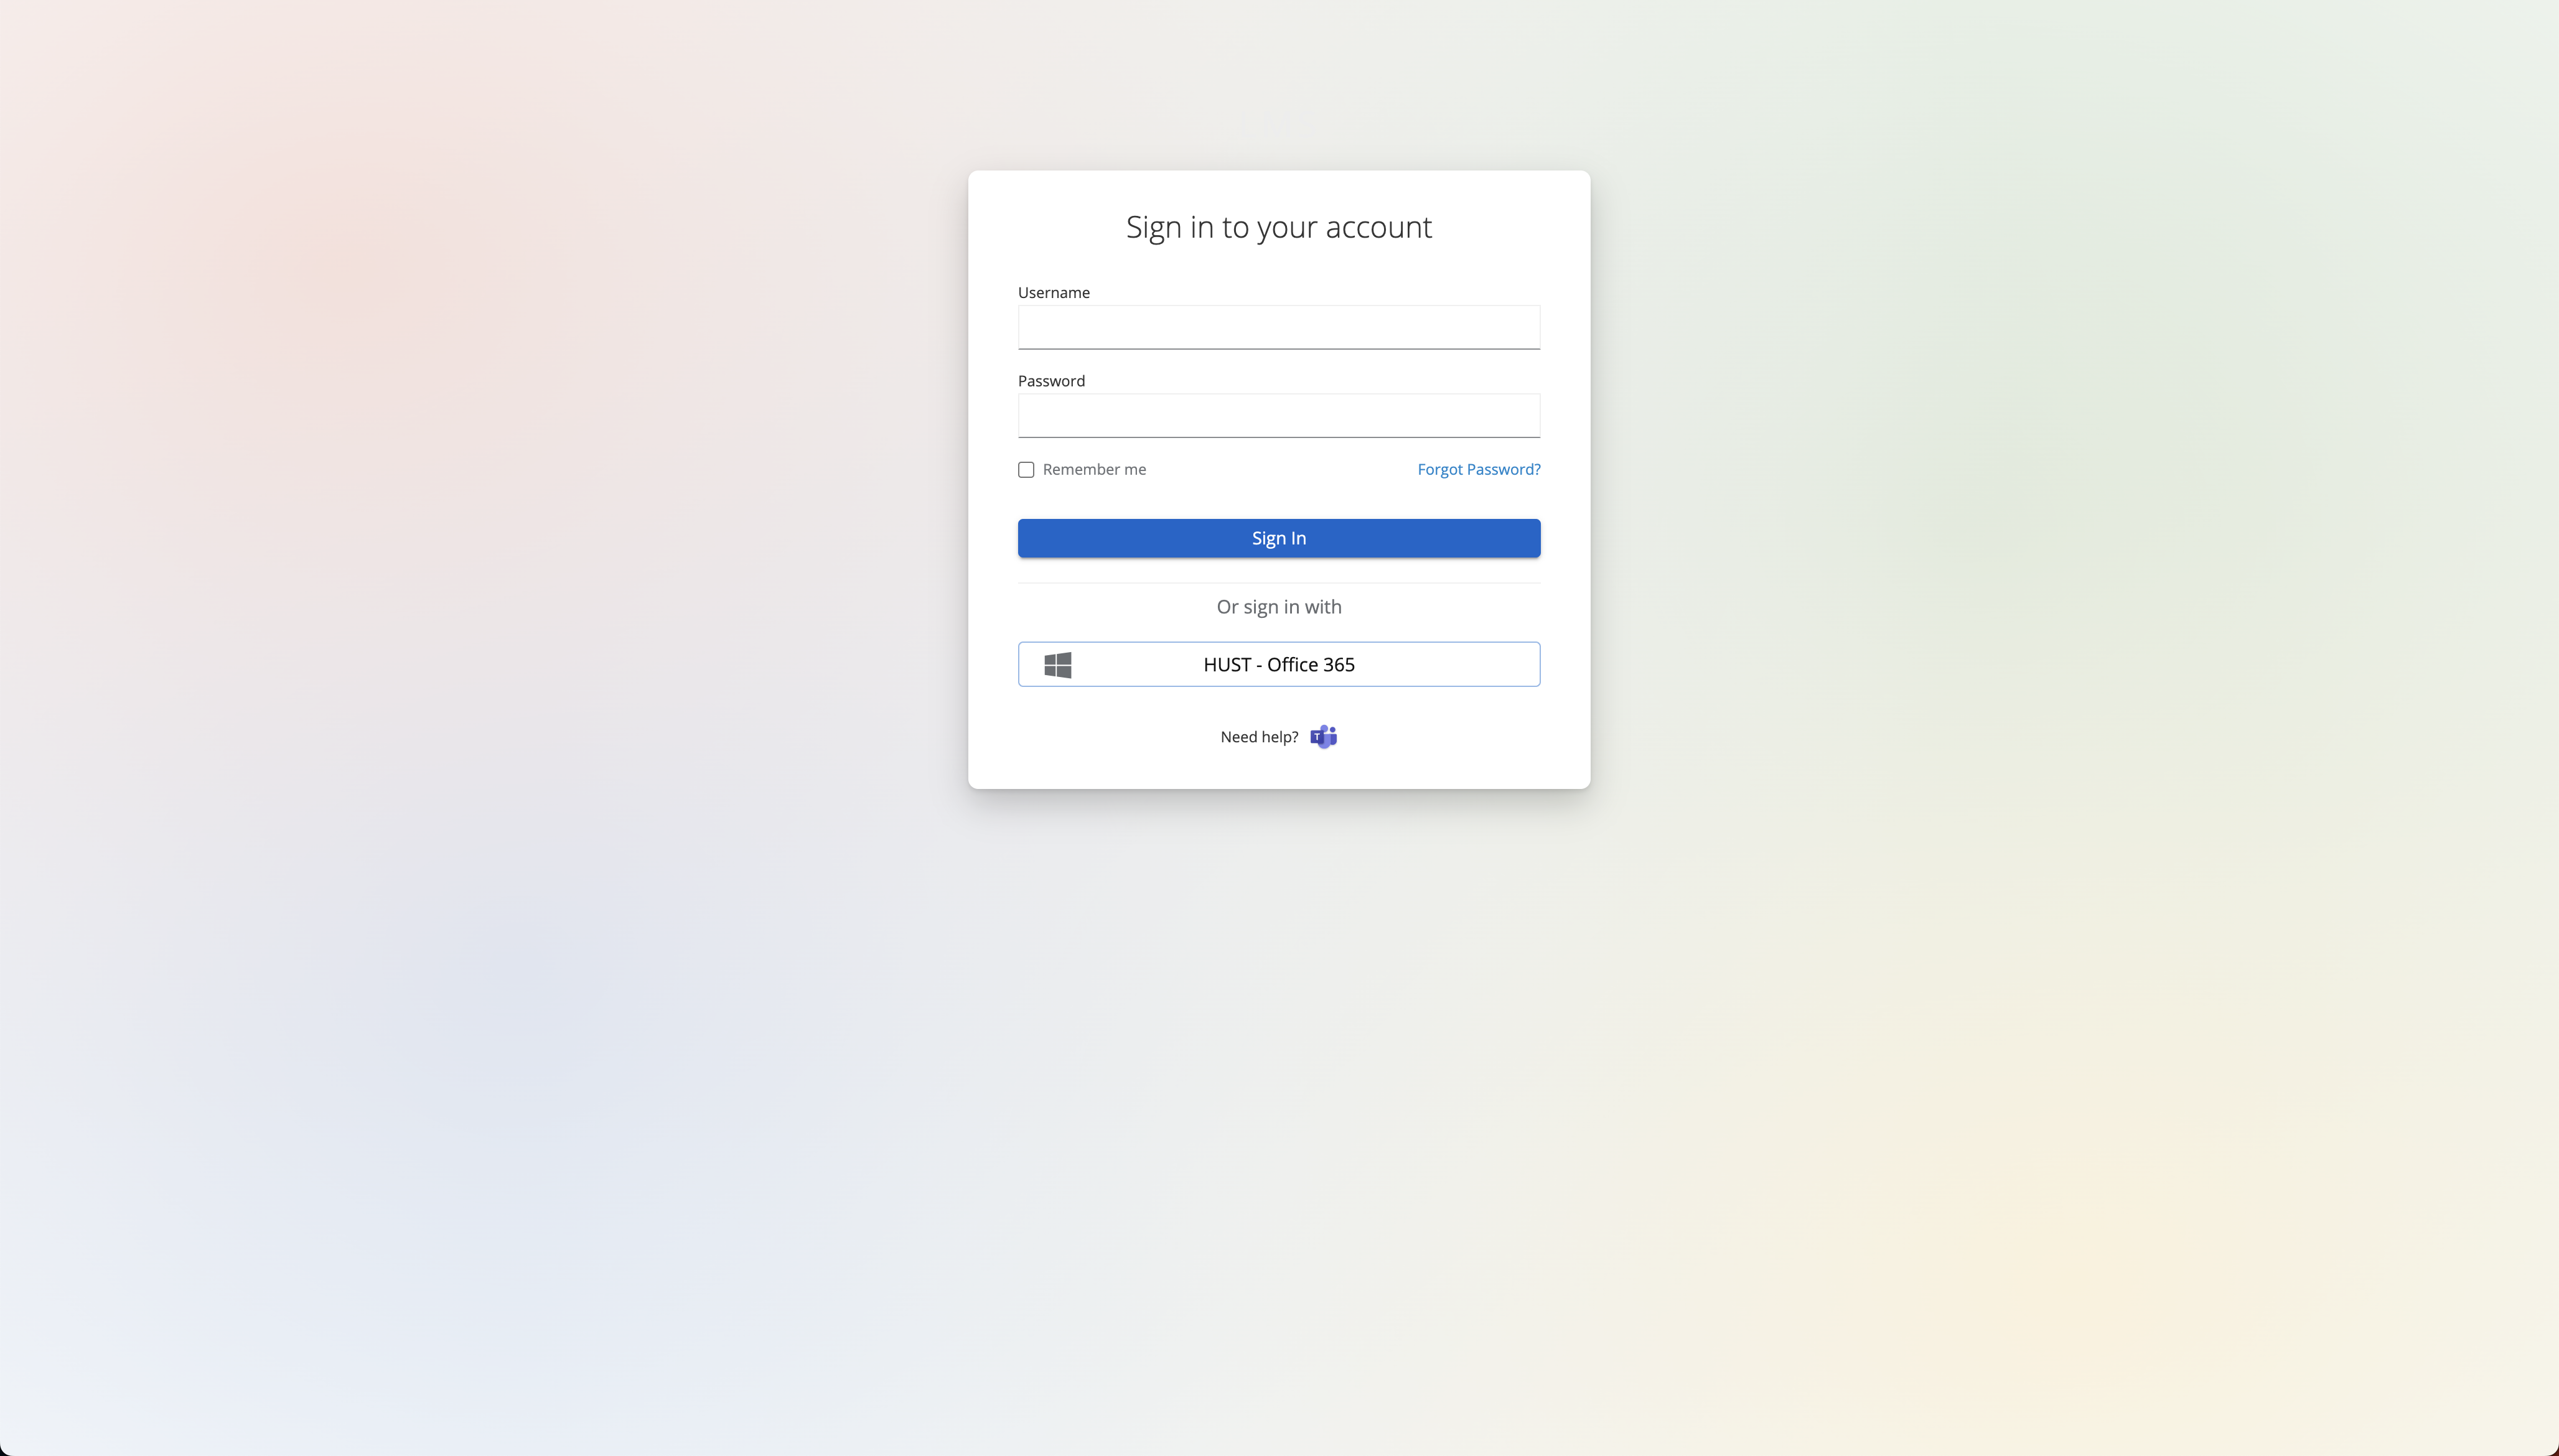 Sign in to your account
Username
Password
Remember me
Forgot Password?
Sign In
Or sign in with
HUST - Office 365
Need help?
T